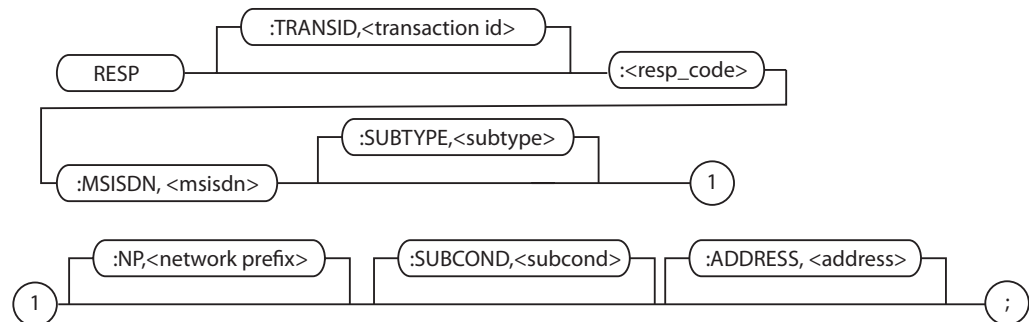 :TRANSID,<transaction id>
RESP
:<resp_code>
:SUBTYPE,<subtype>
:MSISDN, <msisdn>
1
:NP,<network prefix>
:SUBCOND,<subcond>
:ADDRESS, <address>
1
;